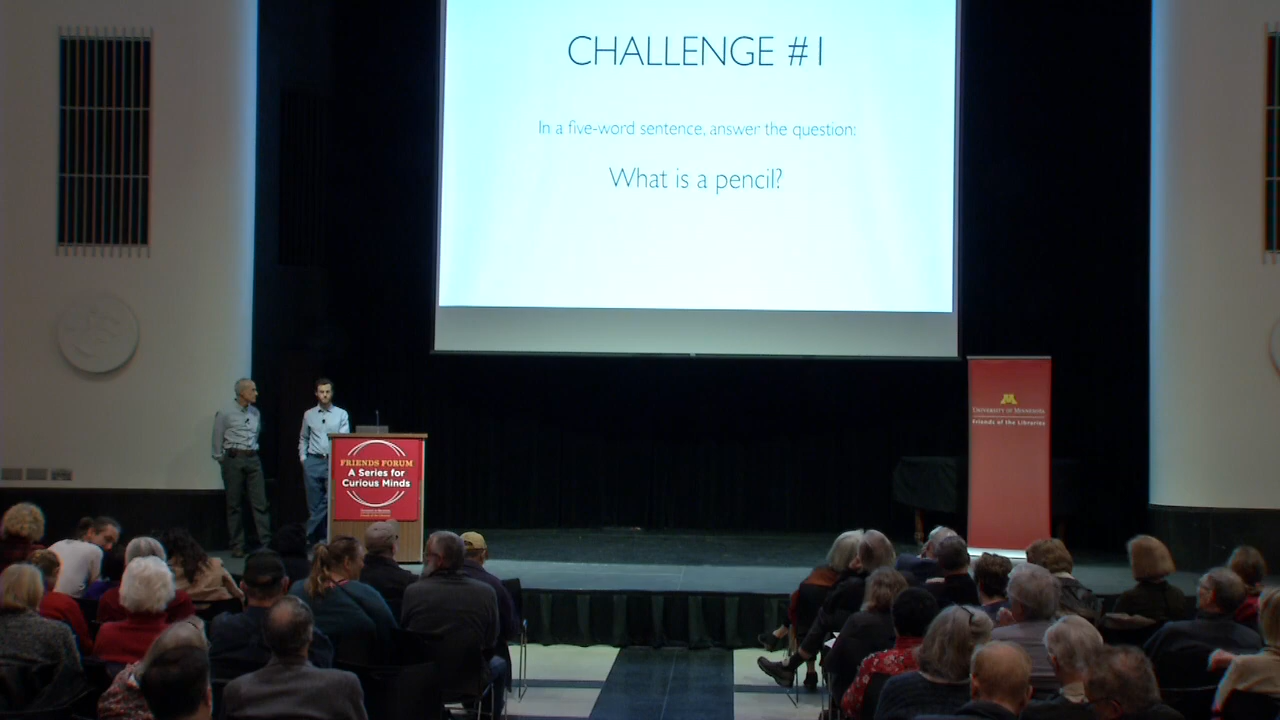 CHALLENGE #1
In a five-word sentence, answer the question:
What is a pencil?
FRIENDS FORUM
A Series for
Curious Minds
M
UNIVERSITY OF MINNESOTA
Friends of the Libraries